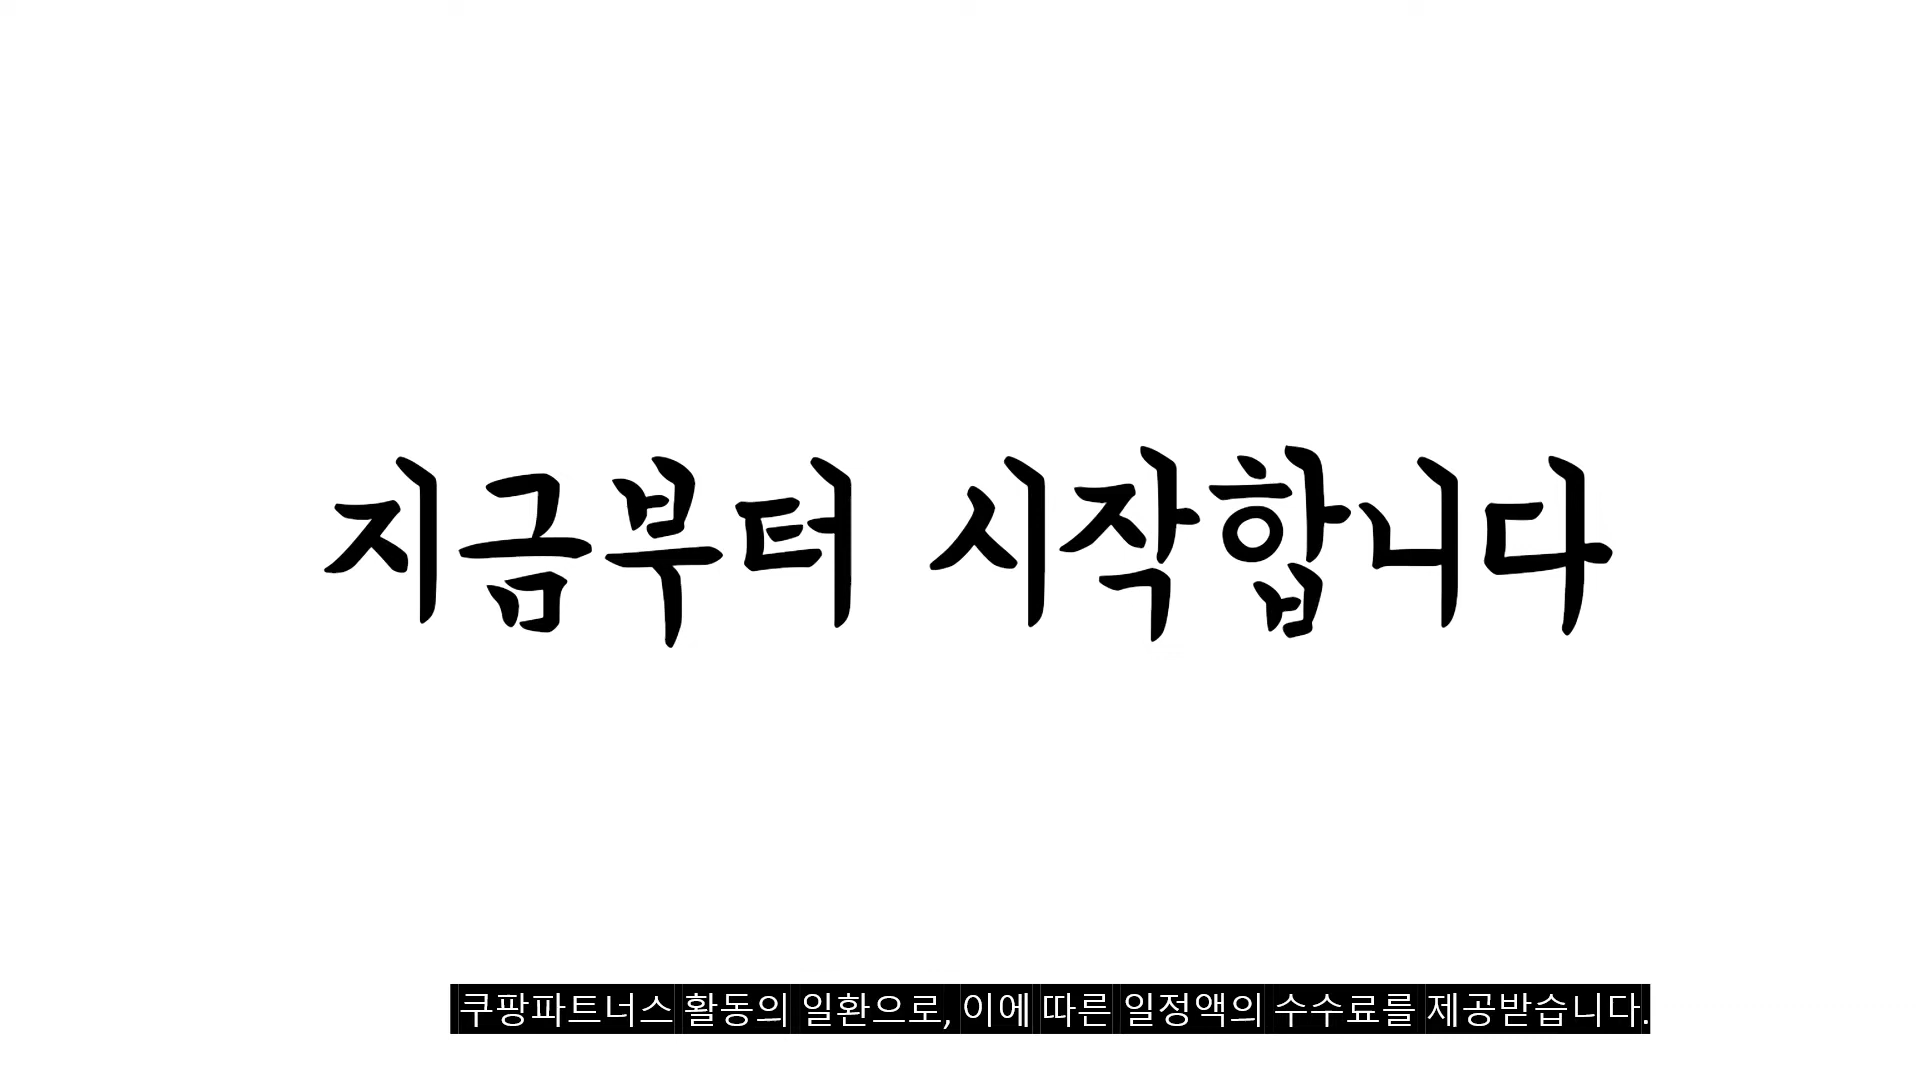 지금부터 시작합니다
쿠팡파트너스 활동의 일환으로, 이에 따른 일정액의 수수료를 제공받습니다.